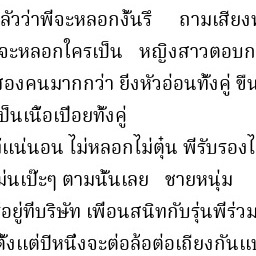 ลัวว่าพี่จะหลอกงั้นรึ ถามเสียง
จะหลอกใครเป็น หญิงสาวตอบก
สองคนมากกว่า ยิ่งหัวอ่อนทั้งคู่ ขืน
ป็นเนื้อเปื่อยทั้งคู่
แน่นอน ไม่หลอกไม่ตุ๋น พี่รับรอง
ม่นเป๊ะๆ ตามนั้นเลย ชายหนุ่ม
อยู่ที่บริษัท เพื่อนสนิทกับรุ่นพี่ร่วม
ตั้งแต่ปีหนึ่งจะต่อล้อต่อเถียงกันแ